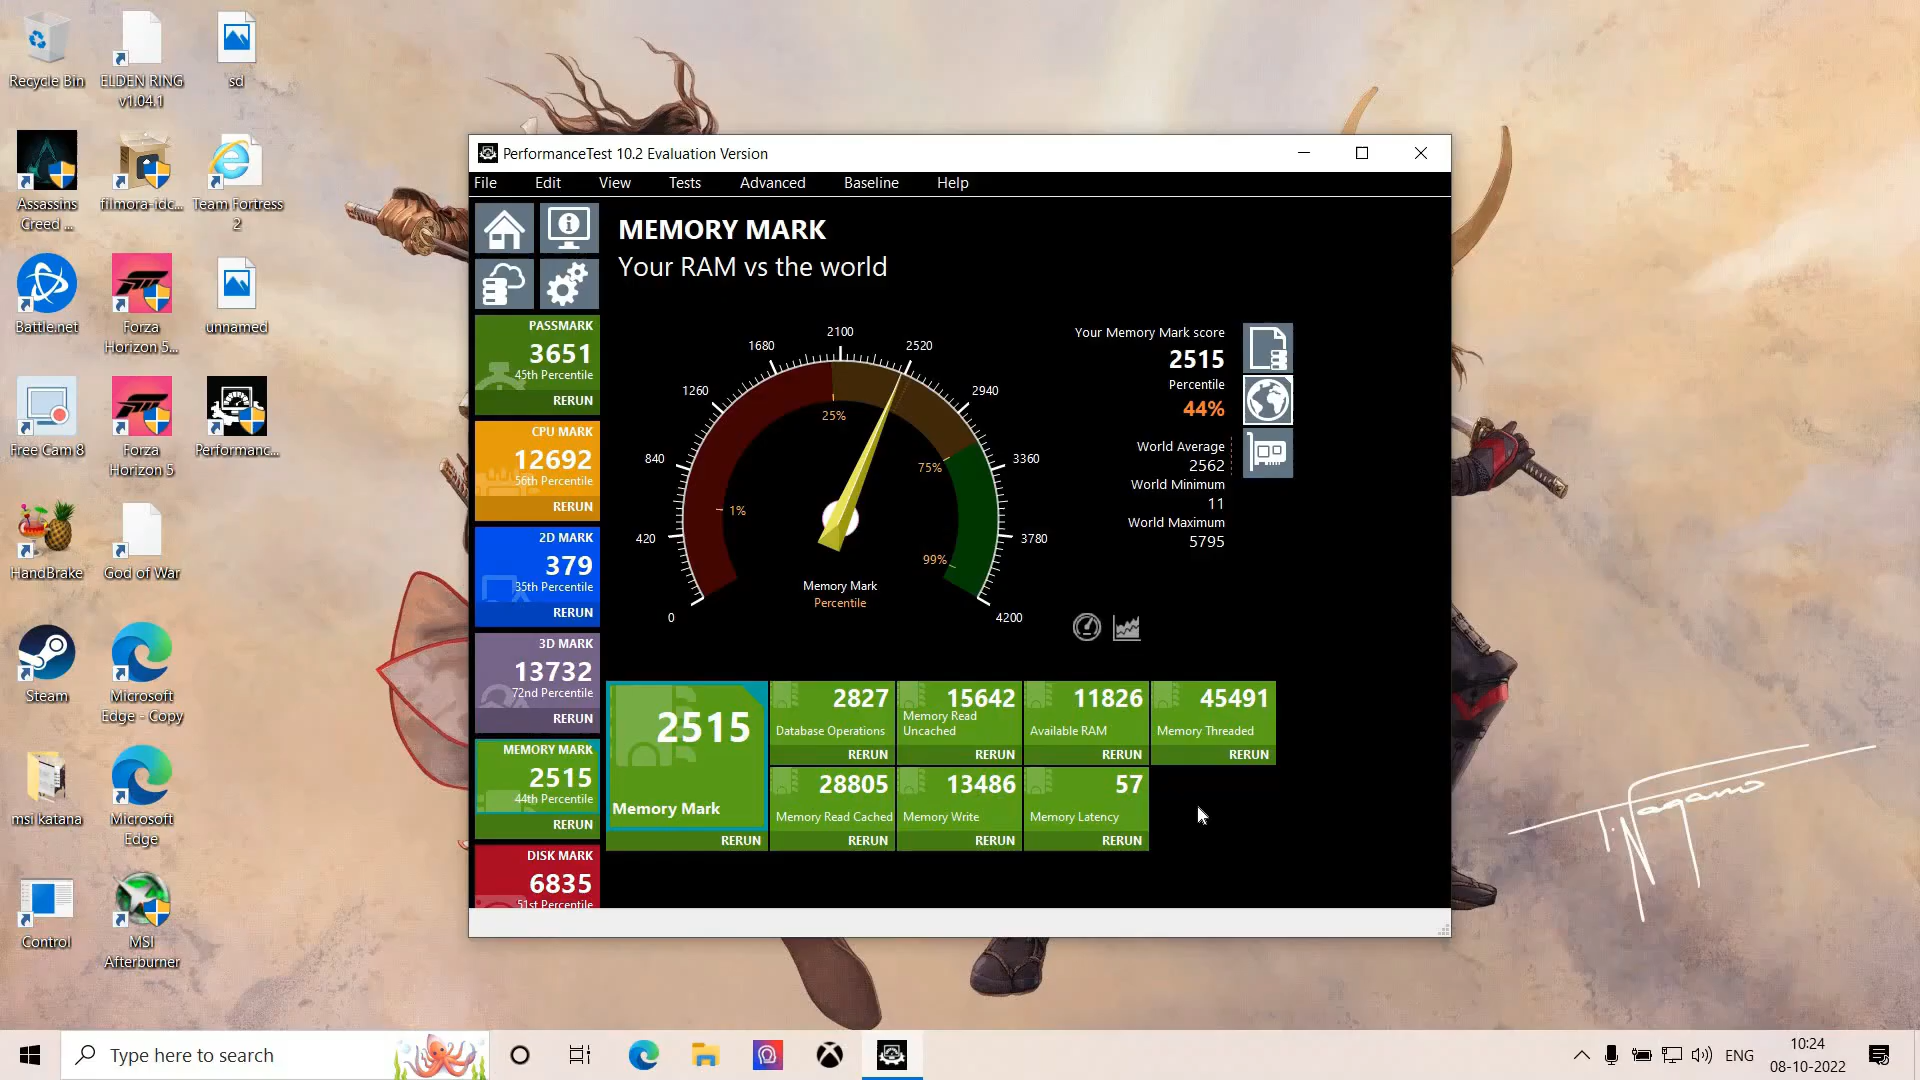 Recycle Bin
ELDEN RING
v1.04.1
sd
Assassins
Creed ...
filmora-idc...
Team Fortress
2
Battle.net
Forza
Horizon 5...
unnamed
Free Cam 8
Forza
Horizon 5
Performanc...
HandBrake
God of War
Steam
Microsoft
Edge - Copy
msi katana
Microsoft
Edge
Control
MSI
Afterburner
PerformanceTest 10.2 Evaluation Version
File Edit View Tests Advanced Baseline Help
MEMORY MARK
Your RAM vs the world
PASSMARK
3651
45th Percentile
RERUN
CPU MARK
12692
56th Percentile
RERUN
2D MARK
379
35th Percentile
RERUN
3D MARK
13732
72nd Percentile
RERUN
MEMORY MARK
2515
44th Percentile
RERUN
DISK MARK
6835
51st Percentile
0
420
840
1260
1680
2100
2520
2940
3360
3780
4200
1%
25%
75%
99%
Memory Mark
Percentile
Your Memory Mark score
2515
Percentile
44%
World Average
2562
World Minimum
11
World Maximum
5795
2515
Memory Mark
RERUN
2827
Database Operations
RERUN
15642
Memory Read
Uncached
RERUN
11826
Available RAM
RERUN
45491
Memory Threaded
RERUN
28805
Memory Read Cached
RERUN
13486
Memory Write
RERUN
57
Memory Latency
RERUN
T. Nagano
Type here to search
ENG
10:24
08-10-2022